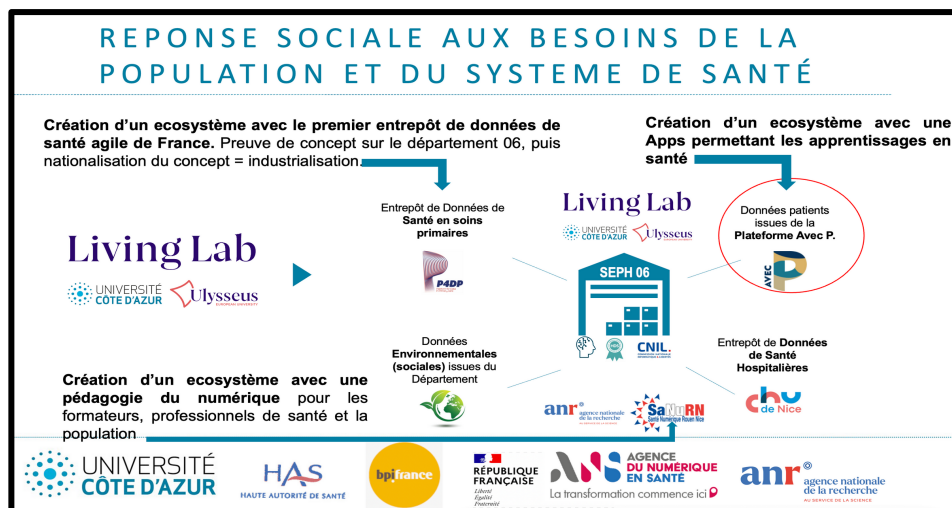 REPONSE SOCIALE AUX BESOINS DE LA
POPULATION ET DU SYSTEME DE SANTÉ
Création d'un ecosystème avec le premier entrepôt de données de
santé agile de France. Preuve de concept sur le département 06, puis
nationalisation du concept = industrialisation.
Création d'un ecosystème avec une
Apps permettant les apprentissages en
santé
Entrepôt de Données de
Santé en soins
primaires
P4DP
Living Lab
UNIVERSITÉ
CÔTE D'AZUR
Ulysseus
EUROPEAN UNIVERSITY
Living Lab
UNIVERSITÉ
CÔTE D'AZUR
Ulysseus
Données patients
issues de la
Plateforme Avec P.
AVEC
P
SEPH 06
CNIL.
Données
Environnementales
(sociales) issues du
Département
Entrepôt de Données
de Santé
Hospitalières
chu
de Nice
Création d'un ecosystème avec une
pédagogie du numérique pour les
formateurs, professionnels de santé et la
population
anr
agence nationale
de la recherche
AU SERVICE DE LA SCIENCE
SaNuRN
Santé Numérique Rouen Nice
UNIVERSITÉ
CÔTE D'AZUR
HAS
HAUTE AUTORITÉ DE SANTÉ
bpifrance
RÉPUBLIQUE
FRANÇAISE
Liberté
Égalité
Fraternité
ANS
AGENCE
DU NUMÉRIQUE
EN SANTÉ
La transformation commence ici
anr
agence nationale
de la recherche
AU SERVICE DE LA SCIENCE